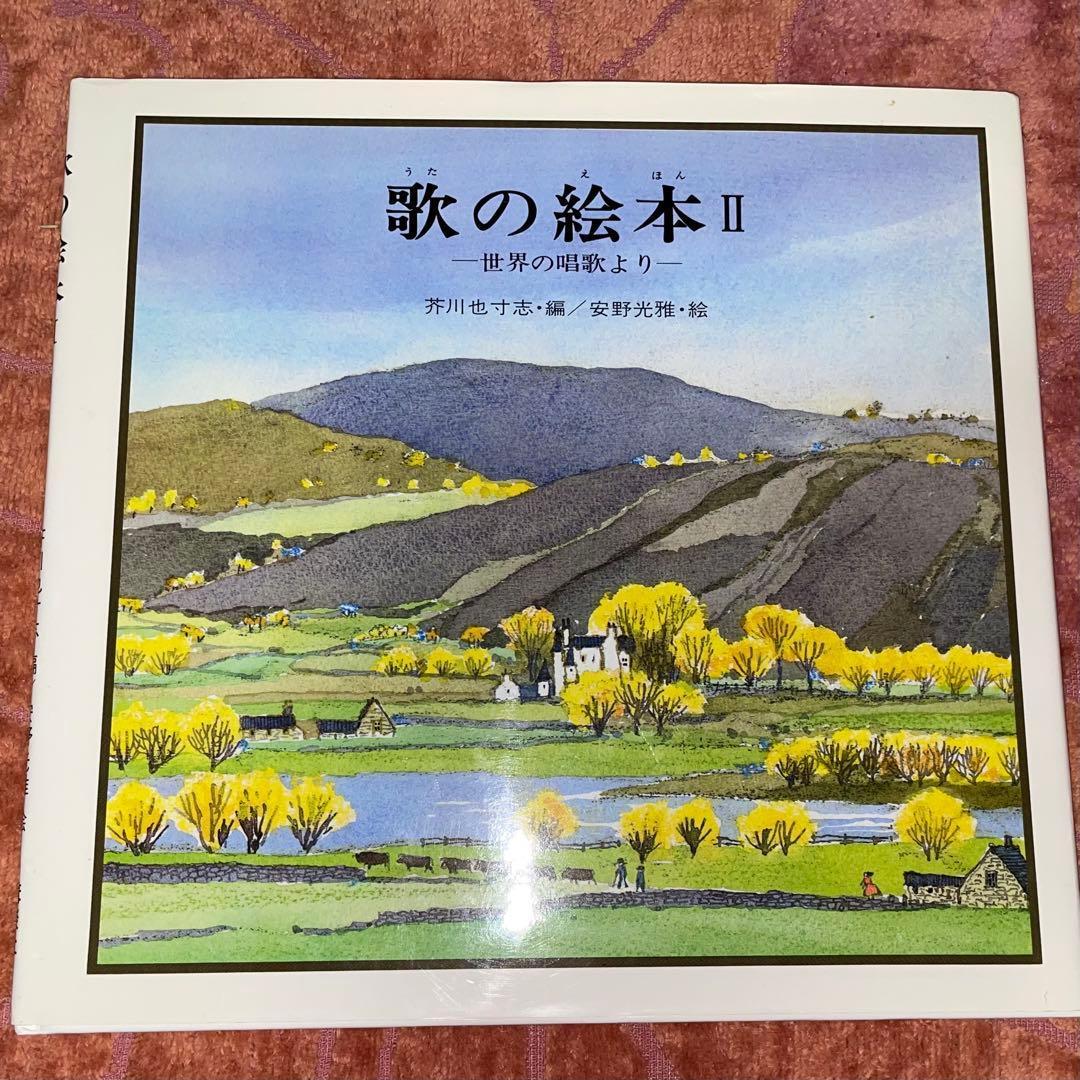 うた え ほん
歌の絵本Ⅱ
―世界の唱歌より―
芥川也寸志・編／安野光雅・絵